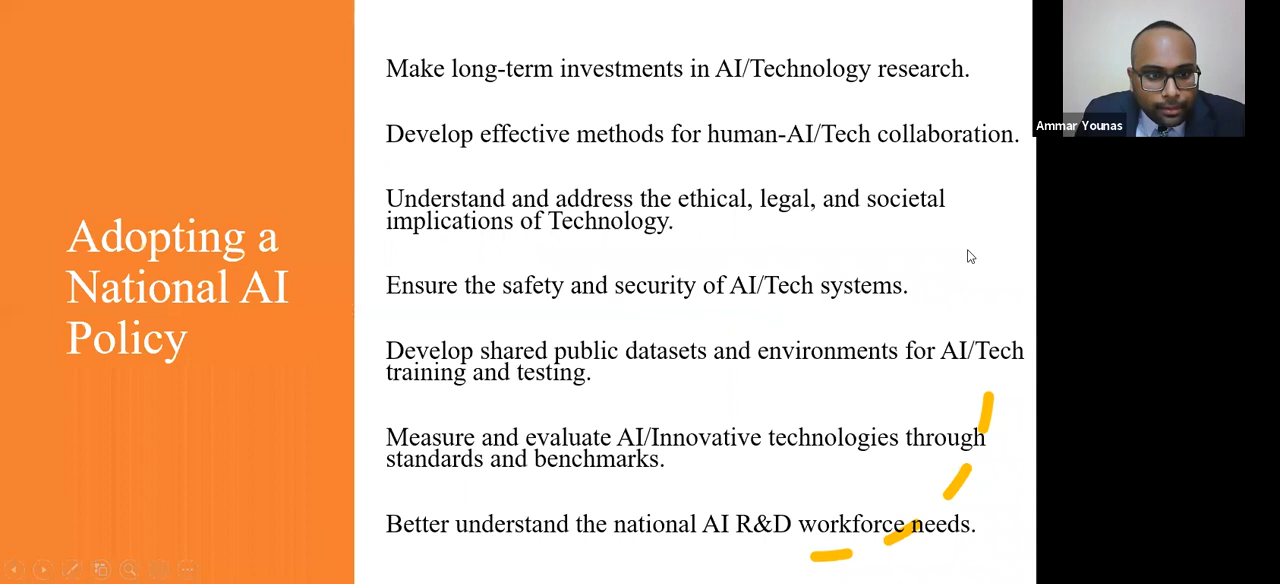 Adopting a
National AI
Policy
Make long-term investments in AI/Technology research.
Develop effective methods for human-AI/Tech collaboration.
Understand and address the ethical, legal, and societal
implications of Technology.
Ensure the safety and security of AI/Tech systems.
Develop shared public datasets and environments for AI/Tech
training and testing.
Measure and evaluate AI/Innovative technologies through
standards and benchmarks.
Better understand the national AI R&D workforce needs.
Ammar Younas